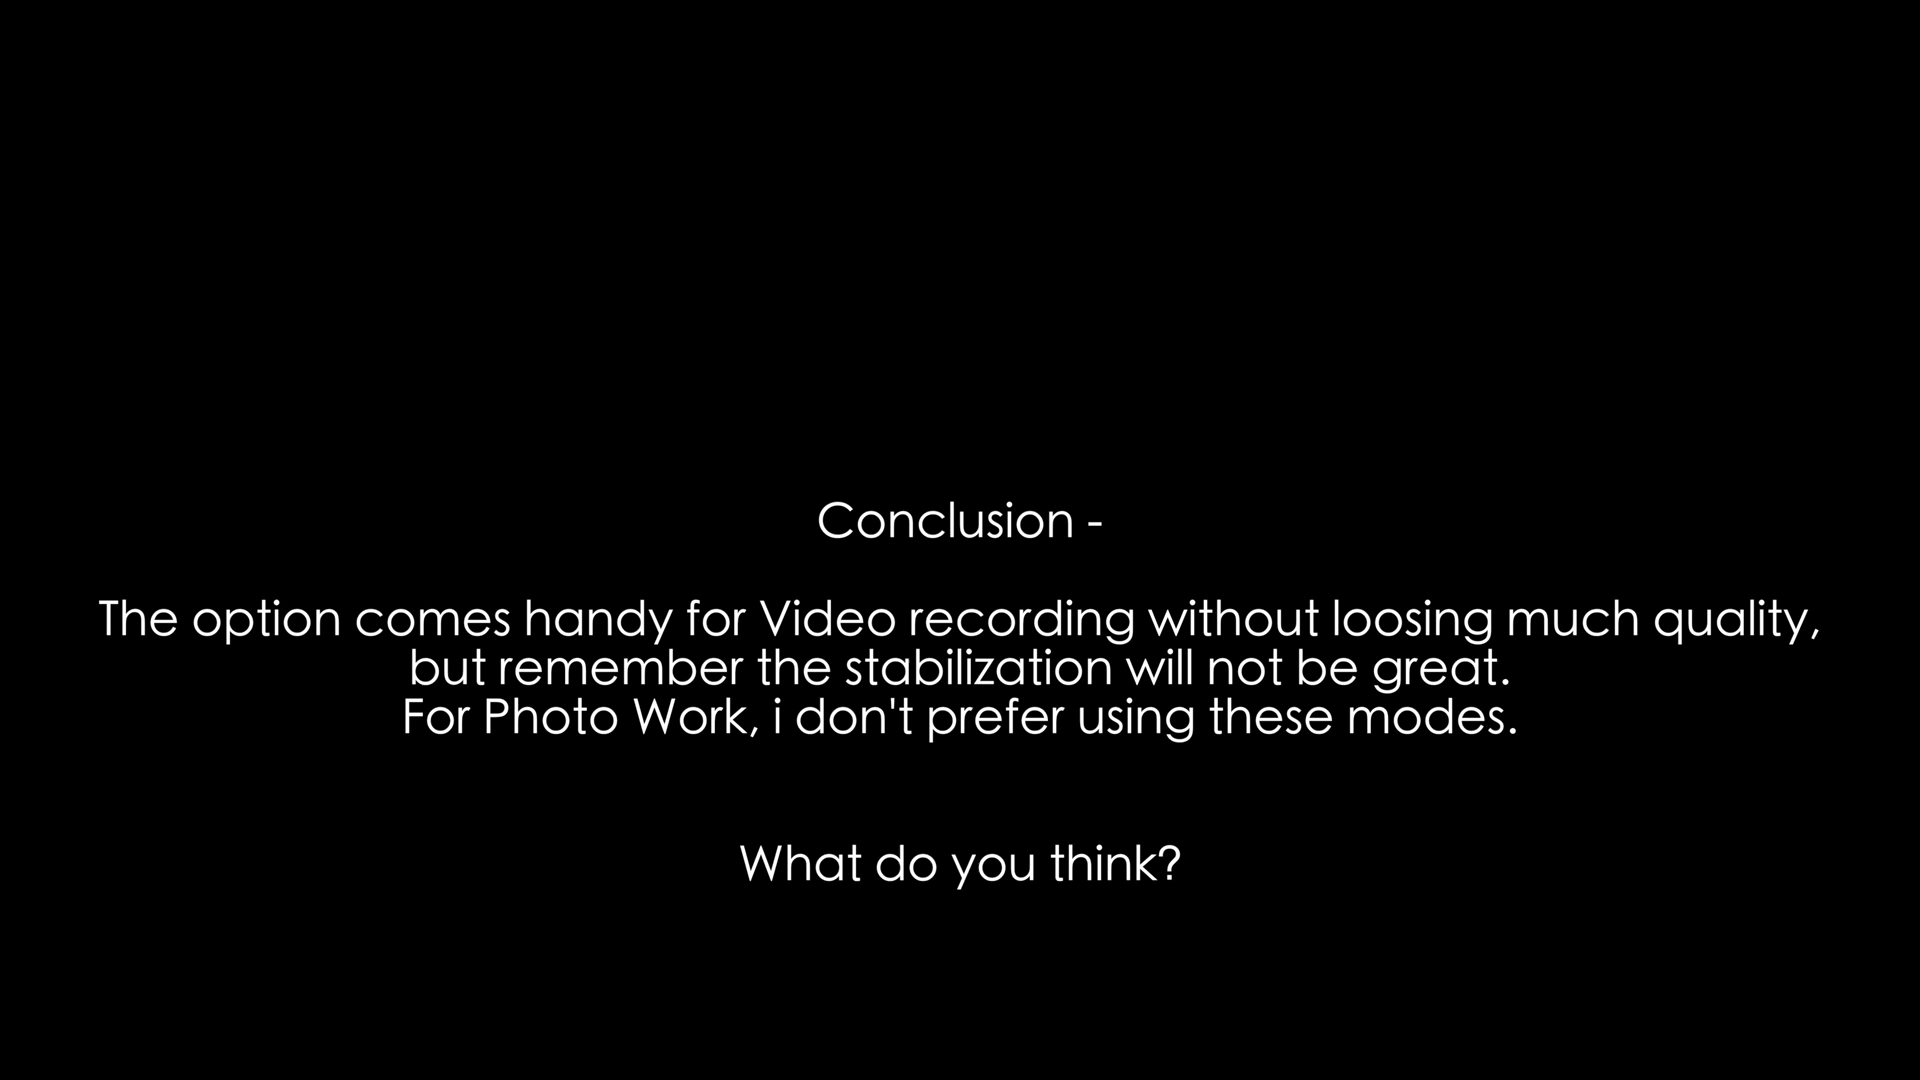 Conclusion -
The option comes handy for Video recording without loosing much quality,
but remember the stabilization will not be great.
For Photo Work, i don't prefer using these modes.
What do you think?